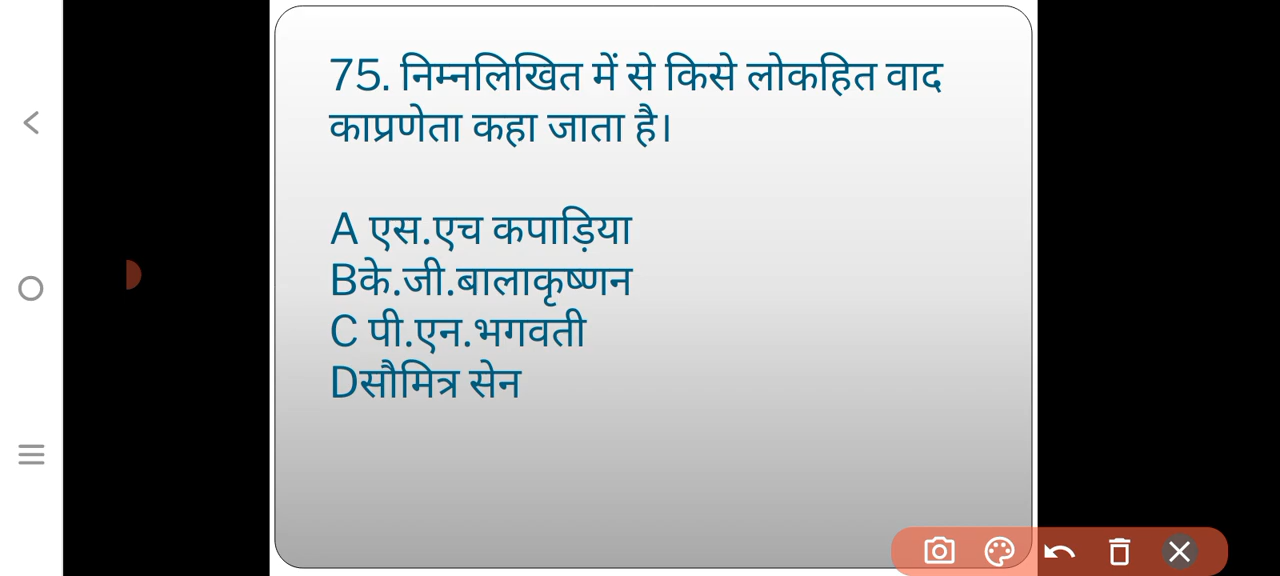 75. निम्नलिखित में से किसे लोकहित वाद
काप्रणेता कहा जाता है।
A एस.एच कपाड़िया
Bके.जी.बालाकृष्णन
C पी.एन.भगवती
Dसौमित्र सेन